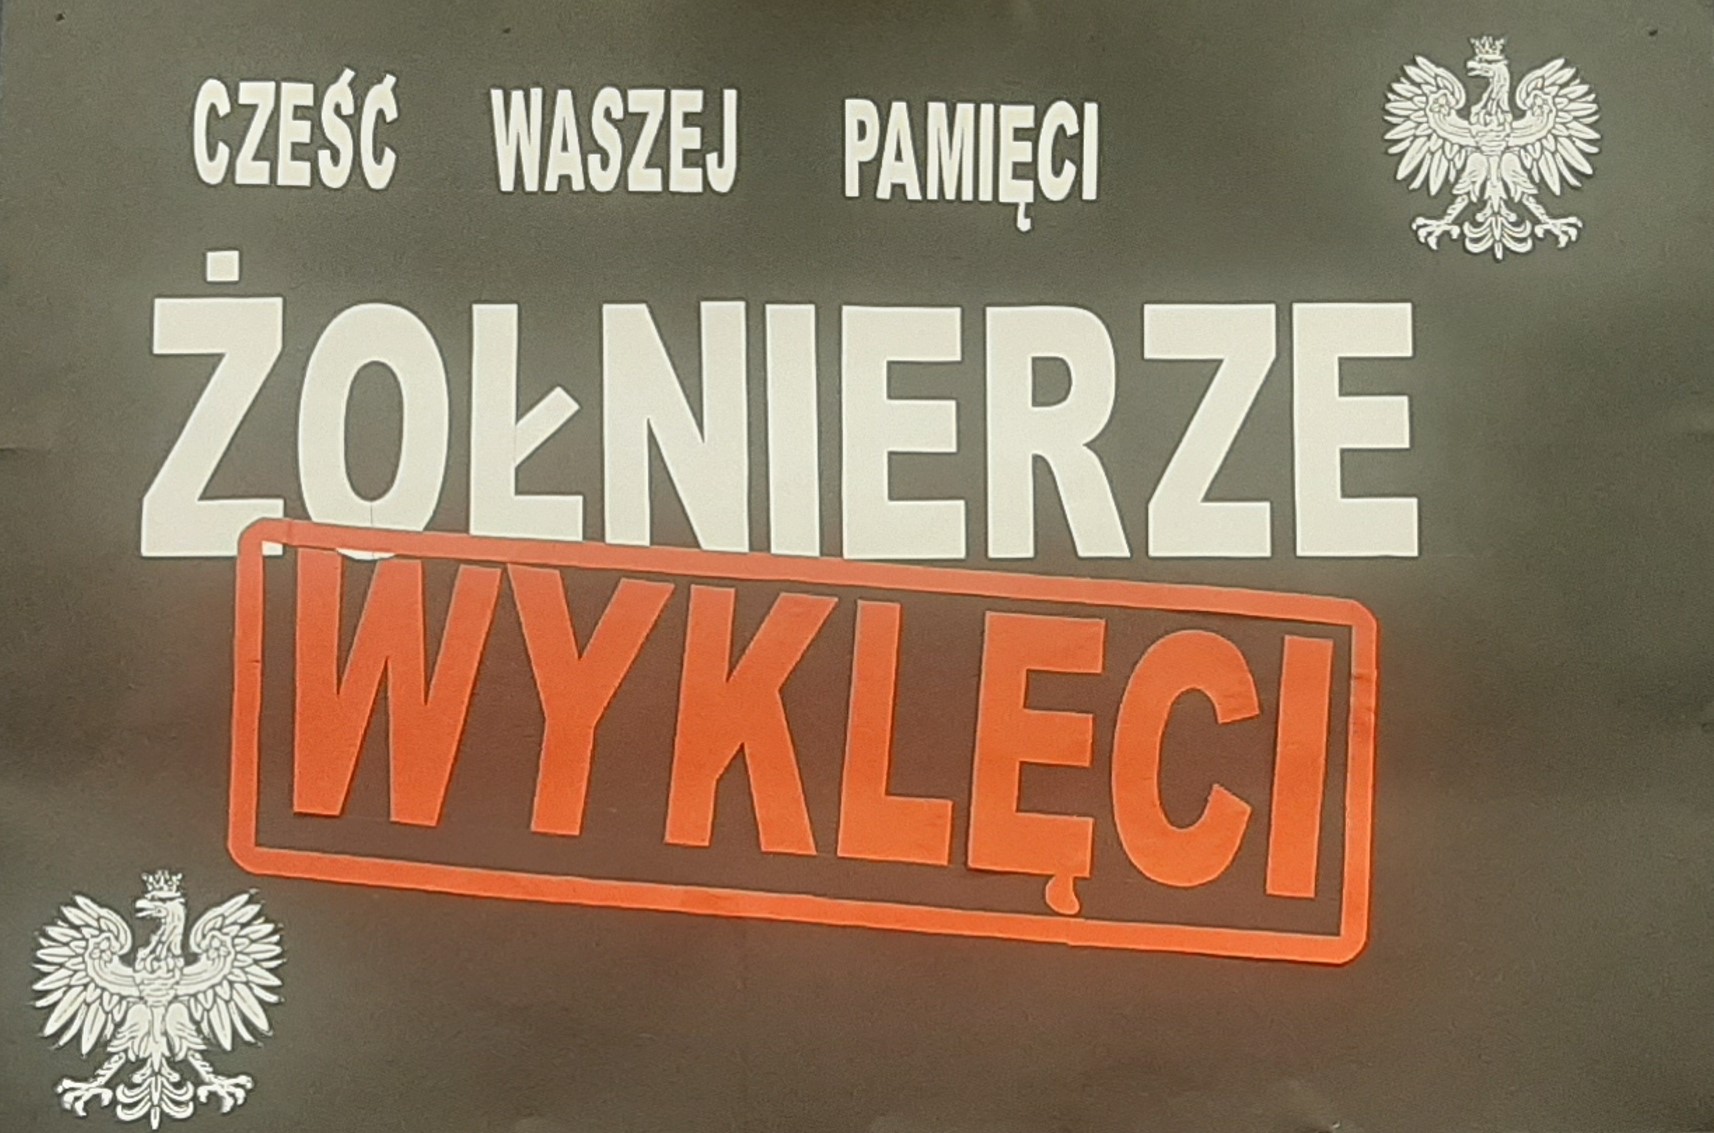 CZEŚĆ WASZEJ PAMIĘCI
ŻOŁNIERZE
WYKLĘCI